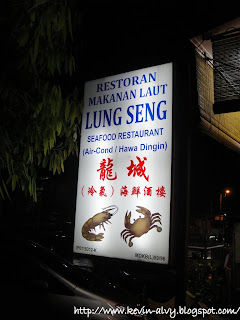 RESTORAN
MAKANAN LAUT
LUNG SENG
SEAFOOD RESTAURANT
(Air-Cond / Hawa Dingin)
龍城
（冷氣）海鮮酒樓
http://www.kevin-alvy.blogspot.com/